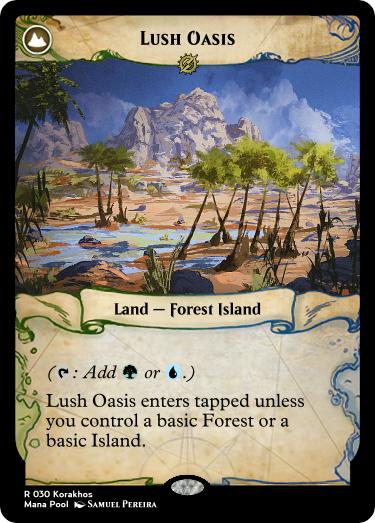 Lush Oasis
Land — Forest Island
(: Add or .)
Lush Oasis enters tapped unless
you control a basic Forest or a
basic Island.
R 030 Korakhos
Mana Pool Samuel Pereira